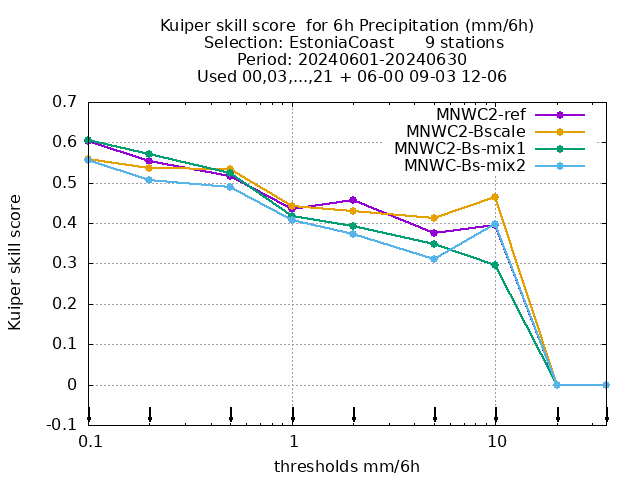 Kuiper skill score  for 6h Precipitation (mm/6h)
Selection: EstoniaCoast      9 stations
Period: 20240601-20240630
Used 00,03,...,21 + 06-00 09-03 12-06
MNWC2-ref
MNWC2-Bscale
MNWC2-Bs-mix1
MNWC-Bs-mix2
Kuiper skill score
0.7
0.6
0.5
0.4
0.3
0.2
0.1
0
-0.1
0.1 1 10
thresholds mm/6h